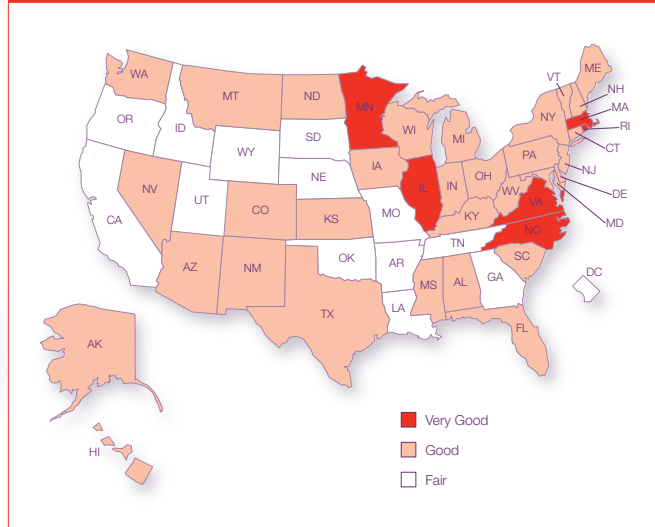 WA
MT
ND
MN
VT
ME
NH
MA
RI
CT
NY
OR
ID
SD
WI
MI
WY
IA
PA
NJ
NE
DE
NV
UT
IL
IN
OH
WV
MD
VA
CO
KS
MO
KY
CA
NC
TN
AZ
NM
OK
AR
SC
DC
MS
AL
GA
LA
TX
FL
AK
HI
Very Good
Good
Fair